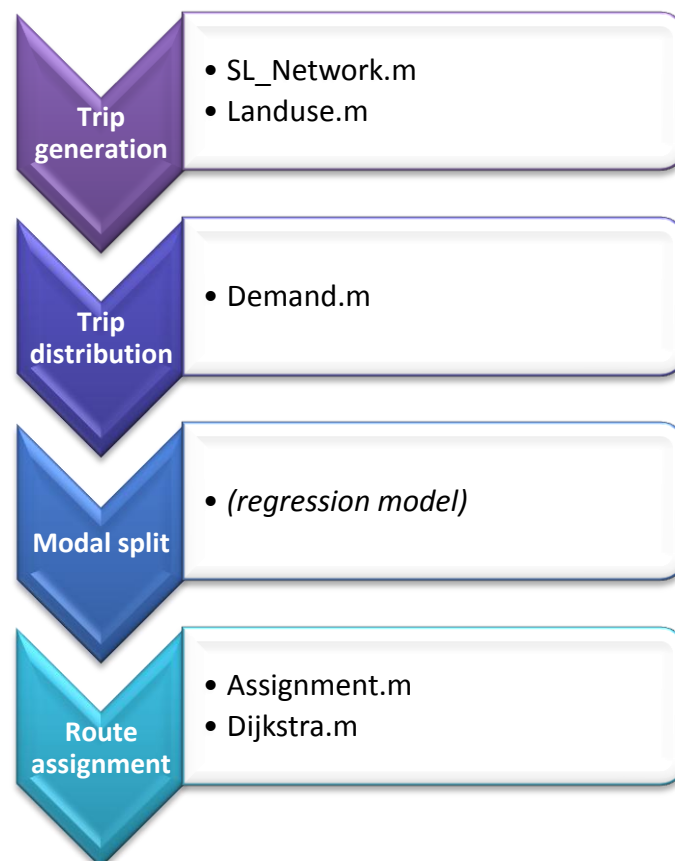 Trip
generation
• SL_Network.m
• Landuse.m
Trip
distribution
• Demand.m
Modal split
• (regression model)
Route
assignment
• Assignment.m
• Dijkstra.m